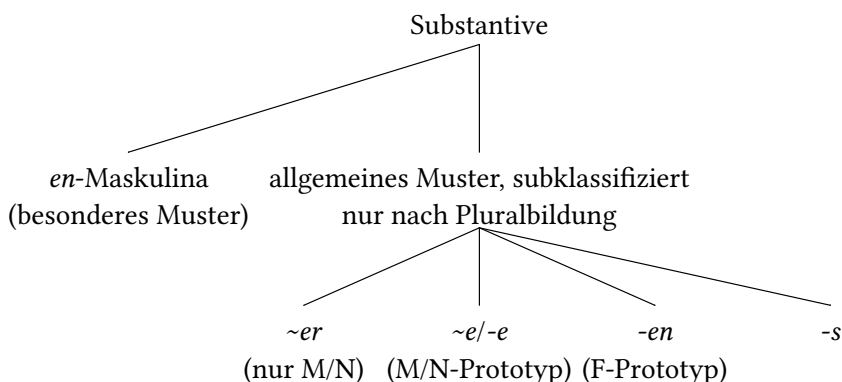 Substantive
en-Maskulina
(besonderes Muster)
allgemeines Muster, subklassifiziert
nur nach Pluralbildung
~er
(nur M/N)
~e/-e
(M/N-Prototyp)
-en
(F-Prototyp)
-s